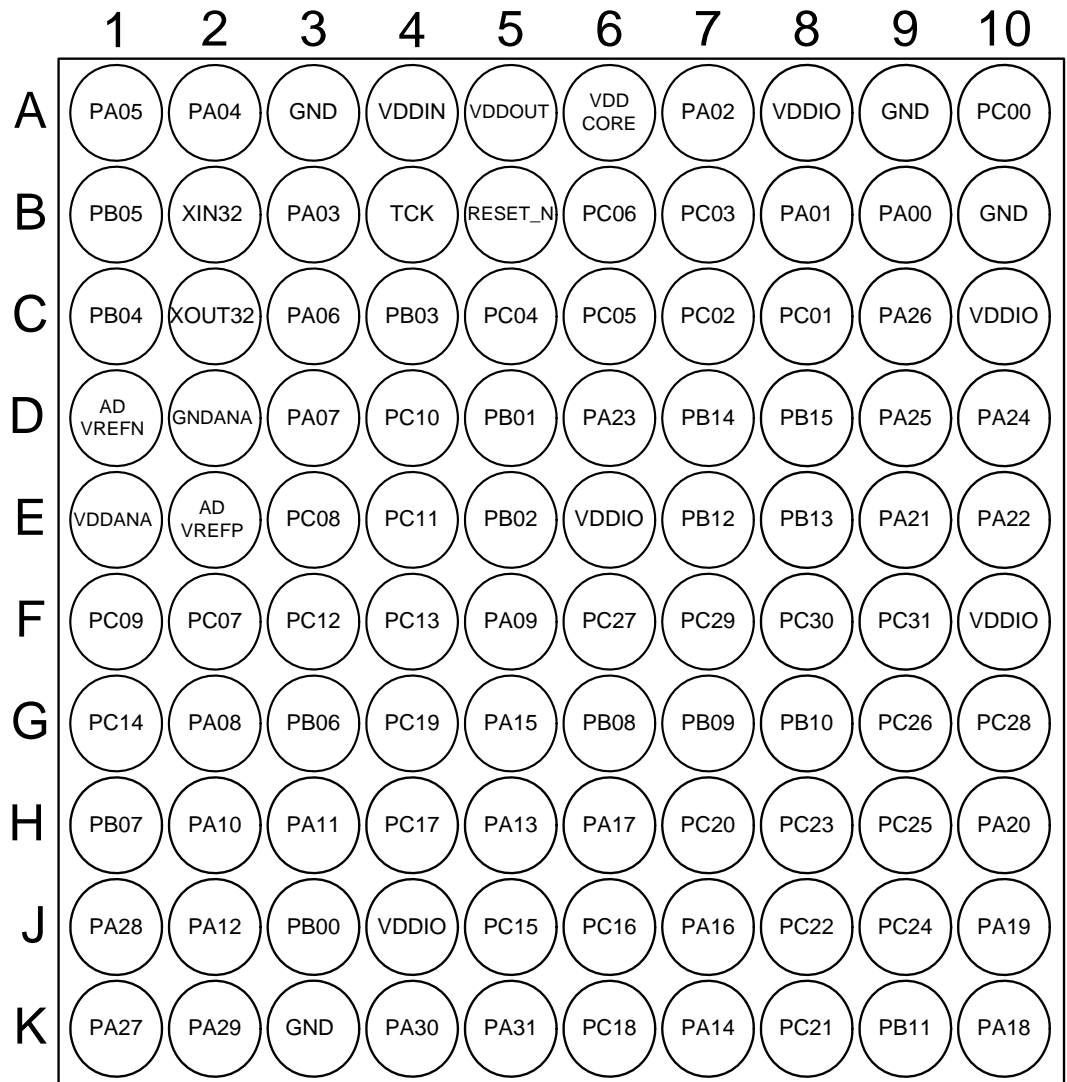 1 2 3 4 5 6 7 8 9 10
A PA05 PA04 GND VDDIN VDDOUT VDD CORE PA02 VDDIO GND PC00
B PB05 XIN32 PA03 TCK RESET_N PC06 PC03 PA01 PA00 GND
C PB04 XOUT32 PA06 PB03 PC04 PC05 PC02 PC01 PA26 VDDIO
D AD VREFN GNDANA PA07 PC10 PB01 PA23 PB14 PB15 PA25 PA24
E VDDANA AD VREFP PC08 PC11 PB02 VDDIO PB12 PB13 PA21 PA22
F PC09 PC07 PC12 PC13 PA09 PC27 PC29 PC30 PC31 VDDIO
G PC14 PA08 PB06 PC19 PA15 PB08 PB09 PB10 PC26 PC28
H PB07 PA10 PA11 PC17 PA13 PA17 PC20 PC23 PC25 PA20
J PA28 PA12 PB00 VDDIO PC15 PC16 PA16 PC22 PC24 PA19
K PA27 PA29 GND PA30 PA31 PC18 PA14 PC21 PB11 PA18